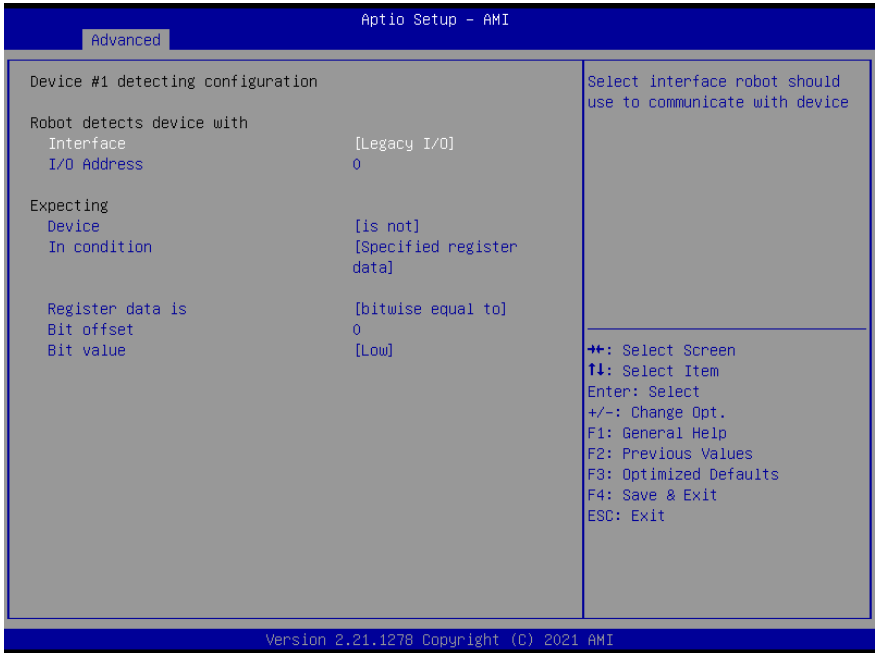 Aptio Setup – AMI
Advanced
Device #1 detecting configuration
Robot detects device with
Interface [Legacy I/O]
I/O Address 0
Expecting
Device [is not]
In condition [Specified register
data]
Register data is [bitwise equal to]
Bit offset 0
Bit value [Low]
Select interface robot should
use to communicate with device
→←: Select Screen
↑↓: Select Item
Enter: Select
+/-: Change Opt.
F1: General Help
F2: Previous Values
F3: Optimized Defaults
F4: Save & Exit
ESC: Exit
Version 2.21.1278 Copyright (C) 2021 AMI